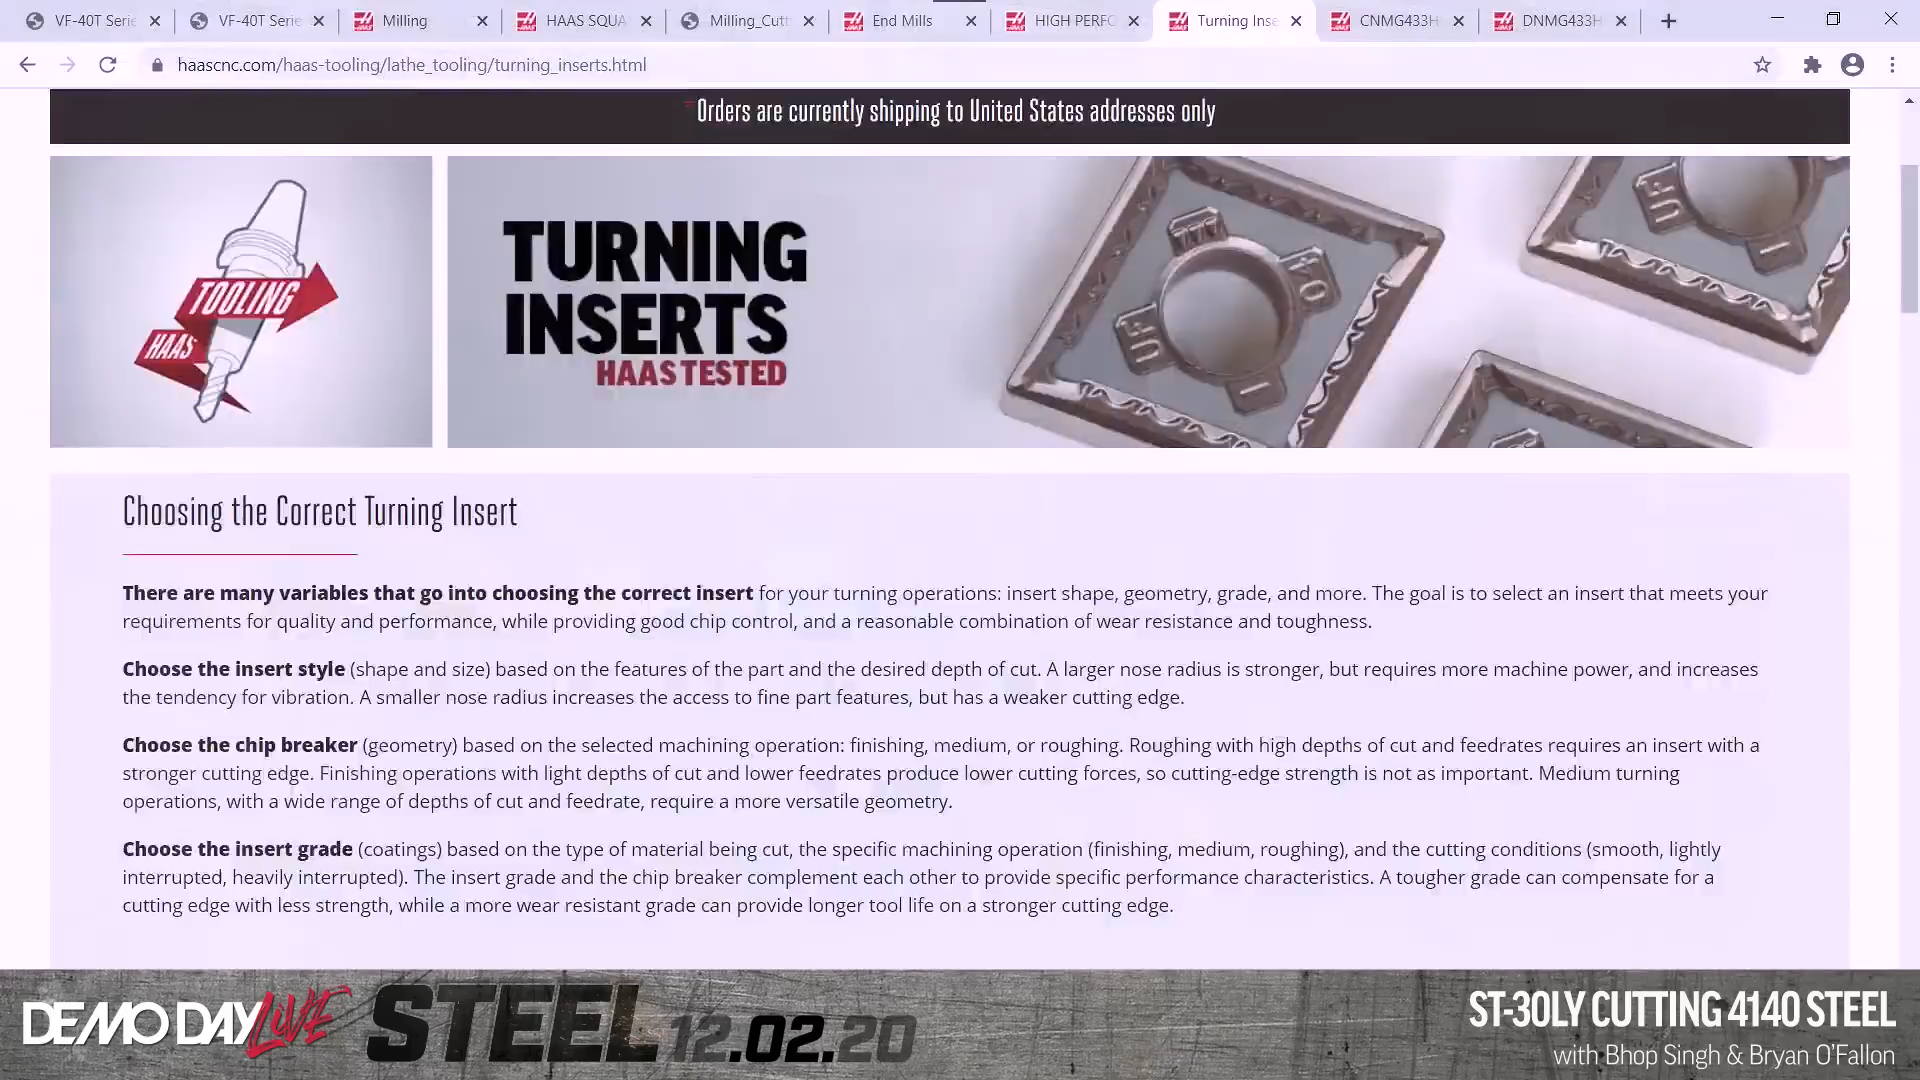 VF-40T Serie
VF-40T Serie
Milling
HAAS SQUA
Milling_Cutt
End Mills
HIGH PERFO
Turning Inse
CNMG433H
DNMG433H
haascnc.com/haas-tooling/lathe_tooling/turning_inserts.html
Orders are currently shipping to United States addresses only
TOOLING
HAAS
TURNING
INSERTS
HAAS TESTED
UF
UF
Choosing the Correct Turning Insert
There are many variables that go into choosing the correct insert for your turning operations: insert shape, geometry, grade, and more. The goal is to select an insert that meets your
requirements for quality and performance, while providing good chip control, and a reasonable combination of wear resistance and toughness.
Choose the insert style (shape and size) based on the features of the part and the desired depth of cut. A larger nose radius is stronger, but requires more machine power, and increases
the tendency for vibration. A smaller nose radius increases the access to fine part features, but has a weaker cutting edge.
Choose the chip breaker (geometry) based on the selected machining operation: finishing, medium, or roughing. Roughing with high depths of cut and feedrates requires an insert with a
stronger cutting edge. Finishing operations with light depths of cut and lower feedrates produce lower cutting forces, so cutting-edge strength is not as important. Medium turning
operations, with a wide range of depths of cut and feedrate, require a more versatile geometry.
Choose the insert grade (coatings) based on the type of material being cut, the specific machining operation (finishing, medium, roughing), and the cutting conditions (smooth, lightly
interrupted, heavily interrupted). The insert grade and the chip breaker complement each other to provide specific performance characteristics. A tougher grade can compensate for a
cutting edge with less strength, while a more wear resistant grade can provide longer tool life on a stronger cutting edge.
DEMO DAY LIVE STEEL 12.02.20
ST-30LY CUTTING 4140 STEEL
with Bhop Singh & Bryan O'Fallon